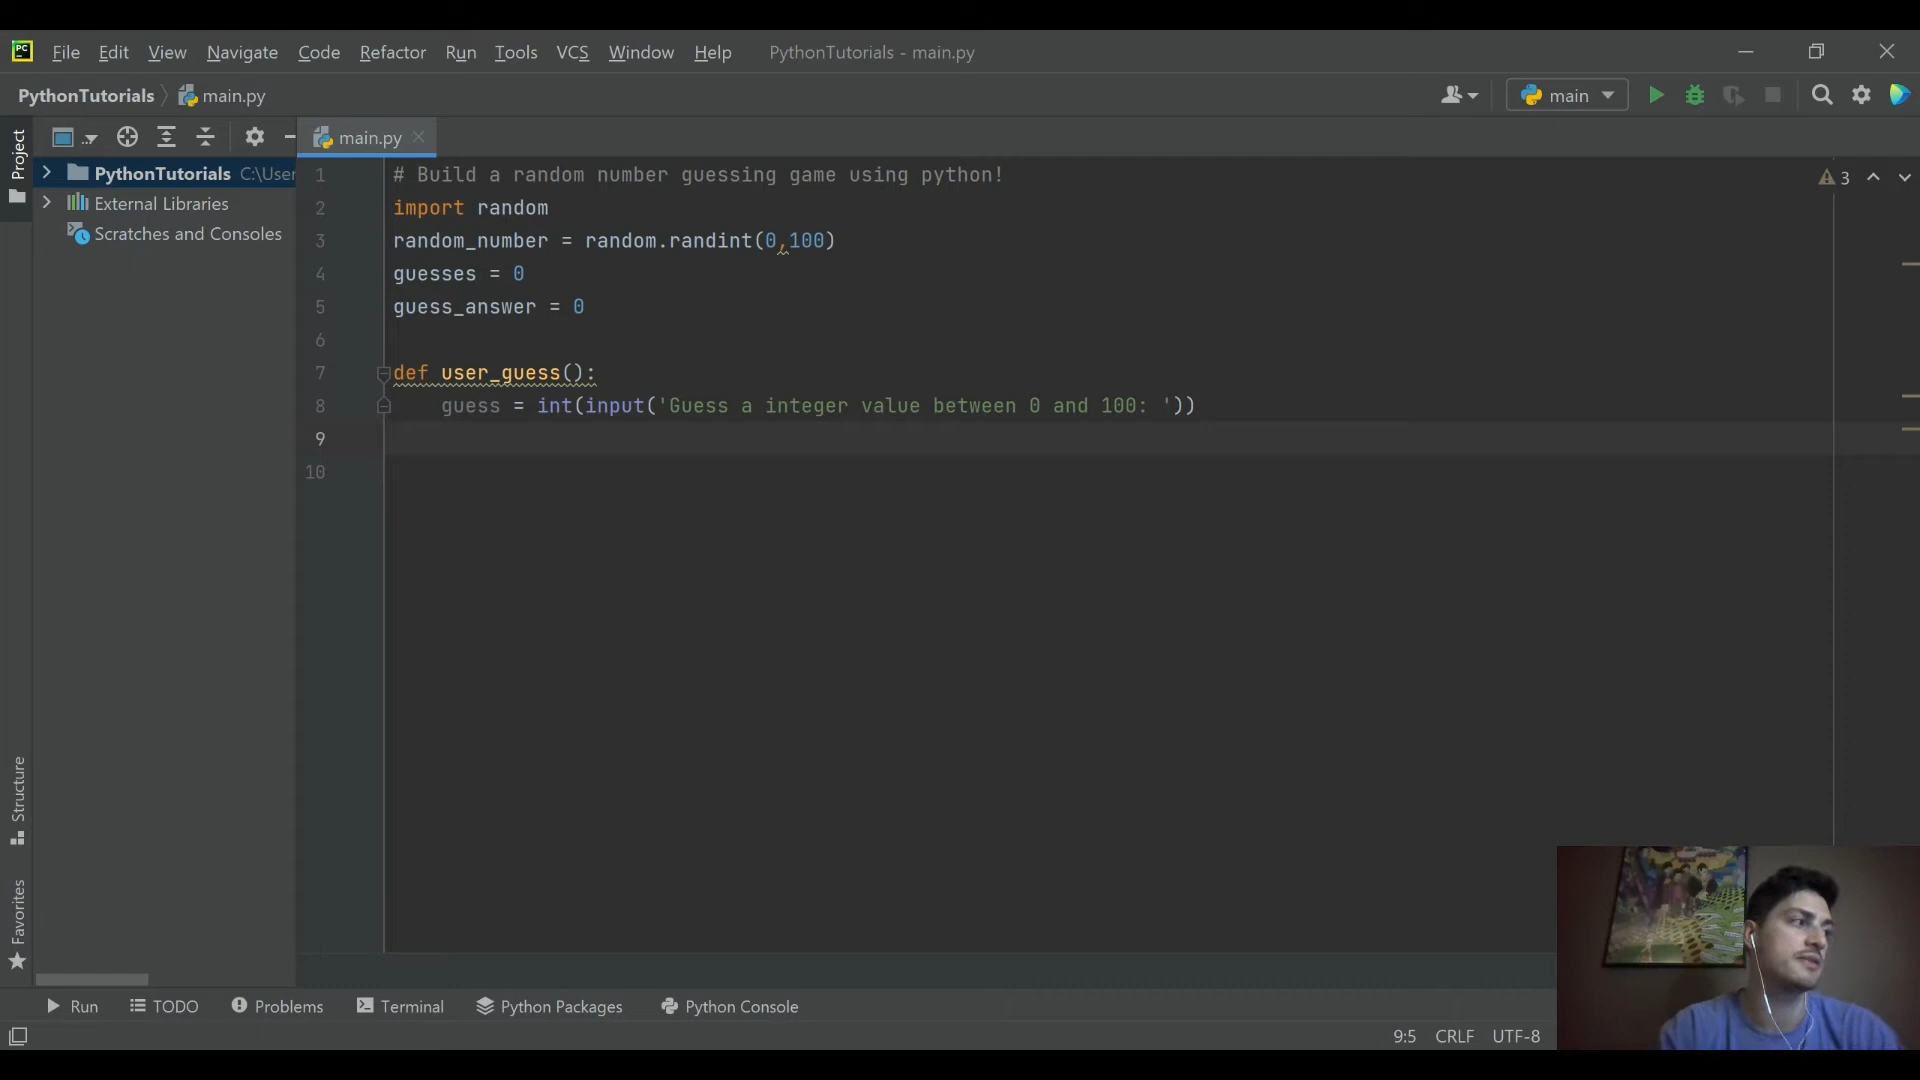 PC File Edit View Navigate Code Refactor Run Tools VCS Window Help PythonTutorials - main.py
PythonTutorials main.py main
Project
main.py
PythonTutorials C:\User
External Libraries
Scratches and Consoles
1 # Build a random number guessing game using python! 3
2 import random
3 random_number = random.randint(0,100)
4 guesses = 0
5 guess_answer = 0
6
7 def user_guess():
8 guess = int(input('Guess a integer value between 0 and 100: '))
9
10
Structure
Favorites
Run TODO Problems Terminal Python Packages Python Console
9:5 CRLF UTF-8